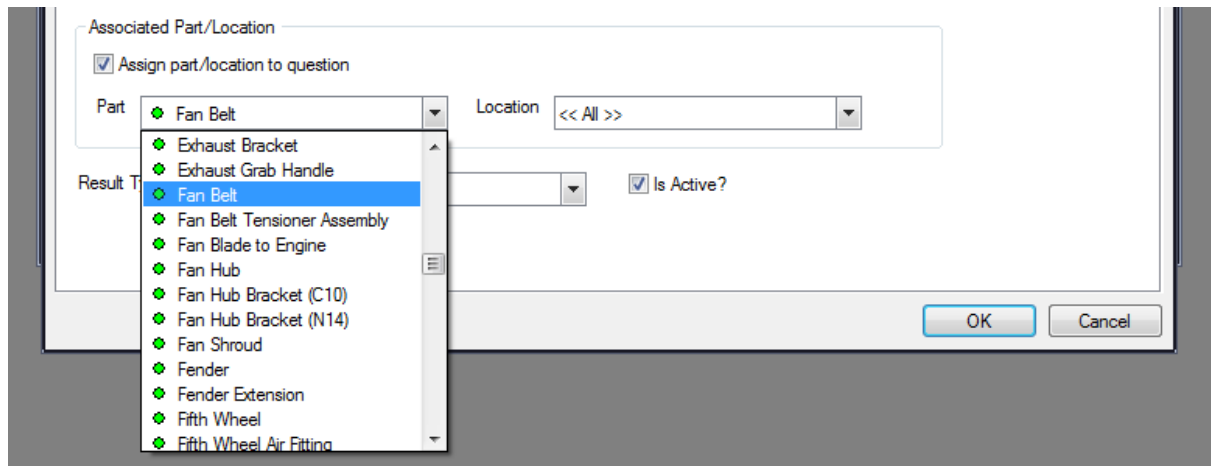 Associated Part/Location
Assign part/location to question
Part Fan Belt Location << All >>
Exhaust Bracket
Exhaust Grab Handle
Result T Is Active?
Fan Belt
Fan Belt Tensioner Assembly
Fan Blade to Engine
Fan Hub
Fan Hub Bracket (C10)
Fan Hub Bracket (N14)
OK Cancel
Fan Shroud
Fender
Fender Extension
Fifth Wheel
Fifth Wheel Air Fitting